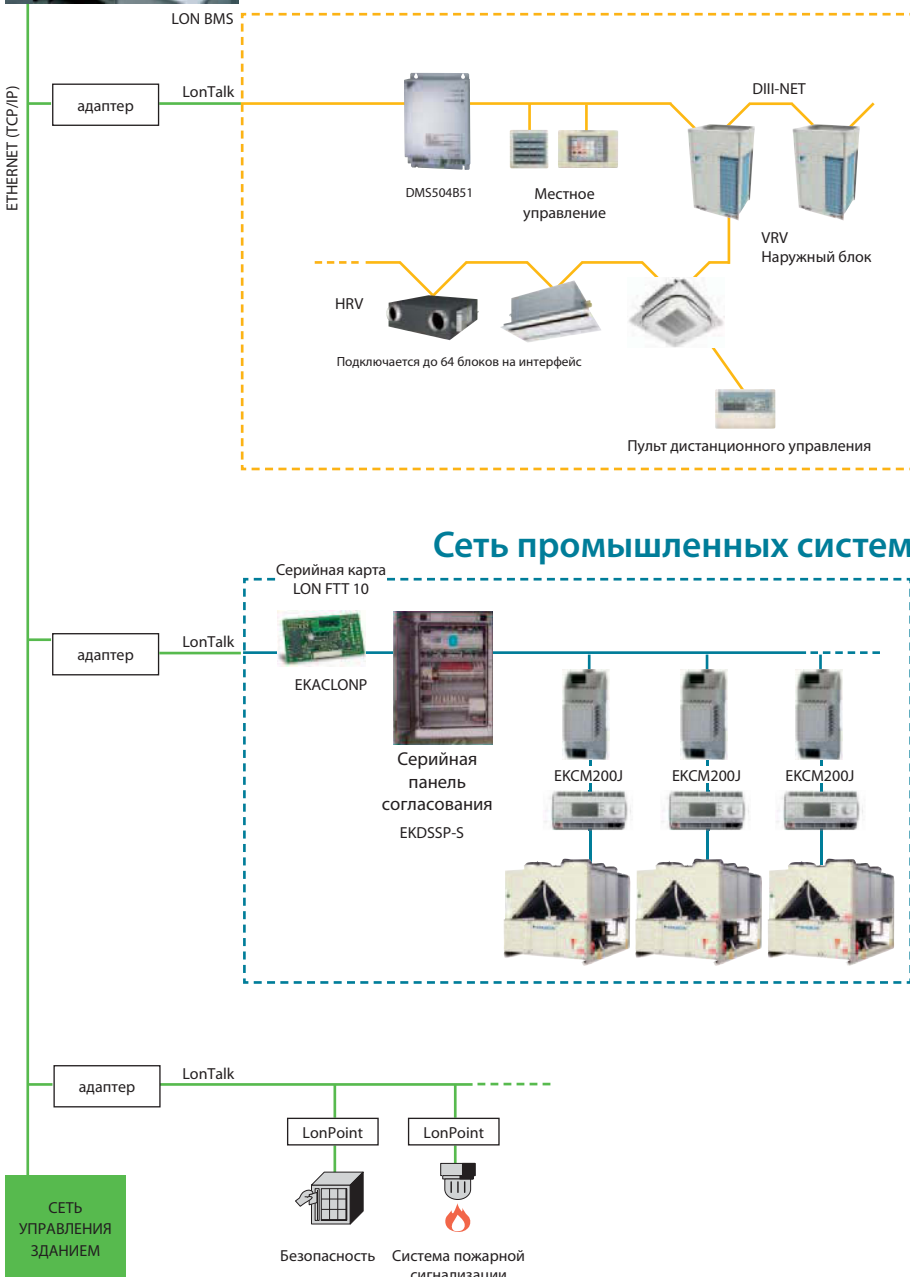 LON BMS
ETHERNET (TCP/IP)
адаптер
LonTalk
DIII-NET
DMS504B51
Местное
управление
VRV
Наружный блок
HRV
Подключается до 64 блоков на интерфейс
Пульт дистанционного управления
Сеть промышленных систем
Серийная карта
LON FTT 10
адаптер
LonTalk
EKACLONP
Серийная
панель
согласования
EKDSSP-S
EKCM200J
EKCM200J
EKCM200J
адаптер
LonTalk
LonPoint
LonPoint
СЕТЬ
УПРАВЛЕНИЯ
ЗДАНИЕМ
Безопасность
Система пожарной
сигнализации